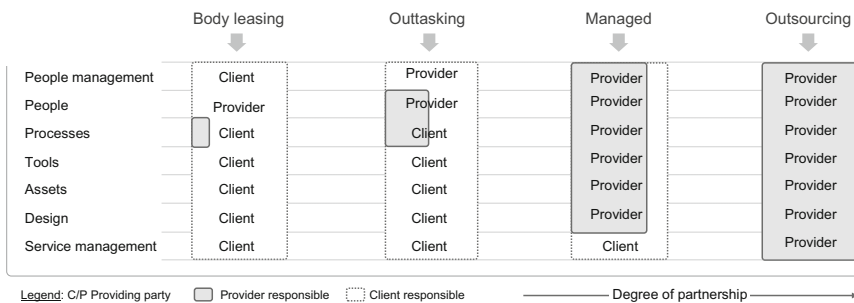 Body leasing Outtasking Managed Outsourcing
People management Client Provider Provider Provider
People Provider Provider Provider Provider
Processes Client Client Provider Provider
Tools Client Client Provider Provider
Assets Client Client Provider Provider
Design Client Client Provider Provider
Service management Client Client Client Provider
Legend: C/P Providing party Provider responsible Client responsible Degree of partnership